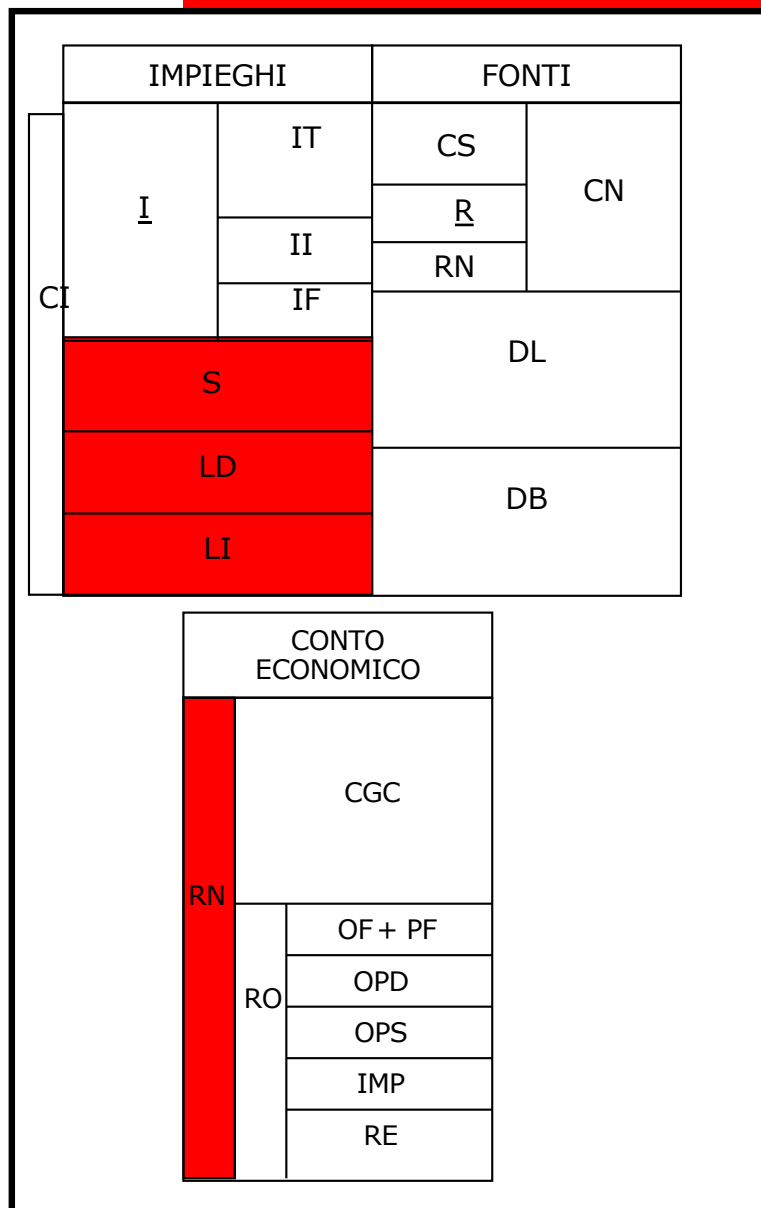 IMPIEGHI FONTI
IT
CS
CN
I
R
II
RN
CI
IF
DL
S
LD
DB
LI
CONTO
ECONOMICO
CGC
RN
OF + PF
OPD
RO
OPS
IMP
RE